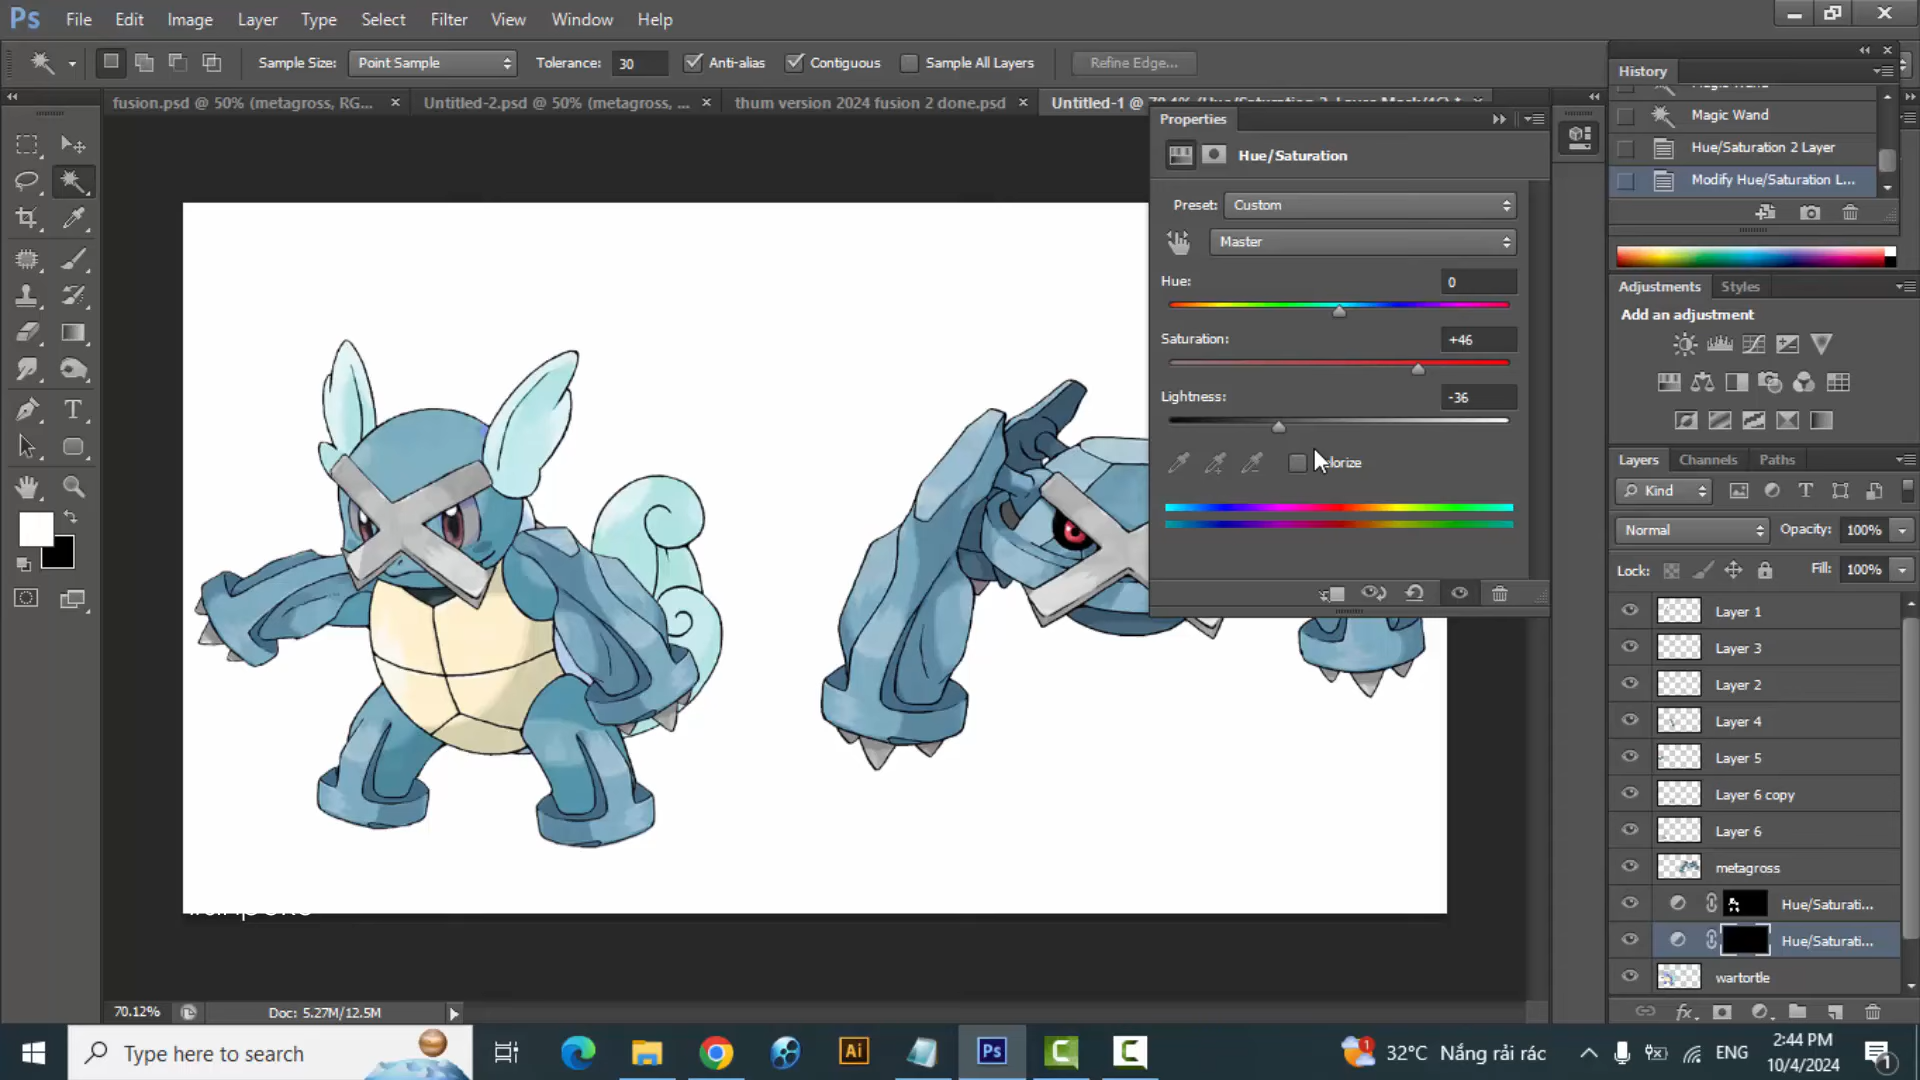 Ps File Edit Image Layer Type Select Filter View Window Help
Sample Size: Point Sample Tolerance: 30 Anti-alias Contiguous Sample All Layers Refine Edge...
fusion.psd @ 50% (metagross, RG... × Untitled-2.psd @ 50% (metagross, ... × thum version 2024 fusion 2 done.psd × Untitled-1 @
Properties
Hue/Saturation
Preset: Custom
Master
Hue: 0
Saturation: +46
Lightness: -36
History
Magic Wand
Magic Wand
Hue/Saturation 2 Layer
Modify Hue/Saturation L...
Adjustments Styles
Add an adjustment
Layers Channels Paths
Kind
Normal Opacity: 100%
Lock: Fill: 100%
Layer 1
Layer 3
Layer 2
Layer 4
Layer 5
Layer 6 copy
Layer 6
metagross
Hue/Saturati...
Hue/Saturati...
wartortle
70.12% Doc: 5.27M/12.5M
Type here to search
Ai Ps
32°C Nắng rải rác ENG
2:44 PM
10/4/2024
1
1